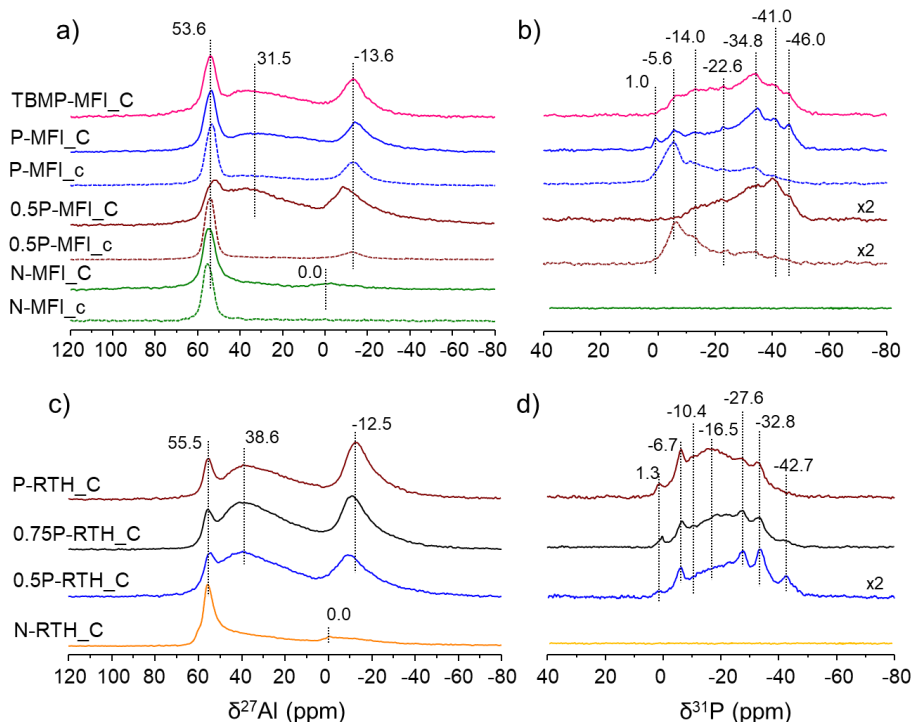 a)
53.6
31.5
-13.6
TBMP-MFI_C
P-MFI_C
P-MFI_c
0.5P-MFI_C
0.5P-MFI_c
N-MFI_C
0.0
N-MFI_c
120 100 80 60 40 20 0 -20 -40 -60 -80
b)
-41.0
-14.0 -34.8 -46.0
-5.6
-22.6
1.0
x2
x2
40 20 0 -20 -40 -60 -80
c)
55.5 38.6 -12.5
P-RTH_C
0.75P-RTH_C
0.5P-RTH_C
N-RTH_C
0.0
120 100 80 60 40 20 0 -20 -40 -60 -80
δ²⁷Al (ppm)
d)
-27.6
-10.4 -32.8
-6.7 -16.5
1.3 -42.7
x2
40 20 0 -20 -40 -60 -80
δ³¹P (ppm)